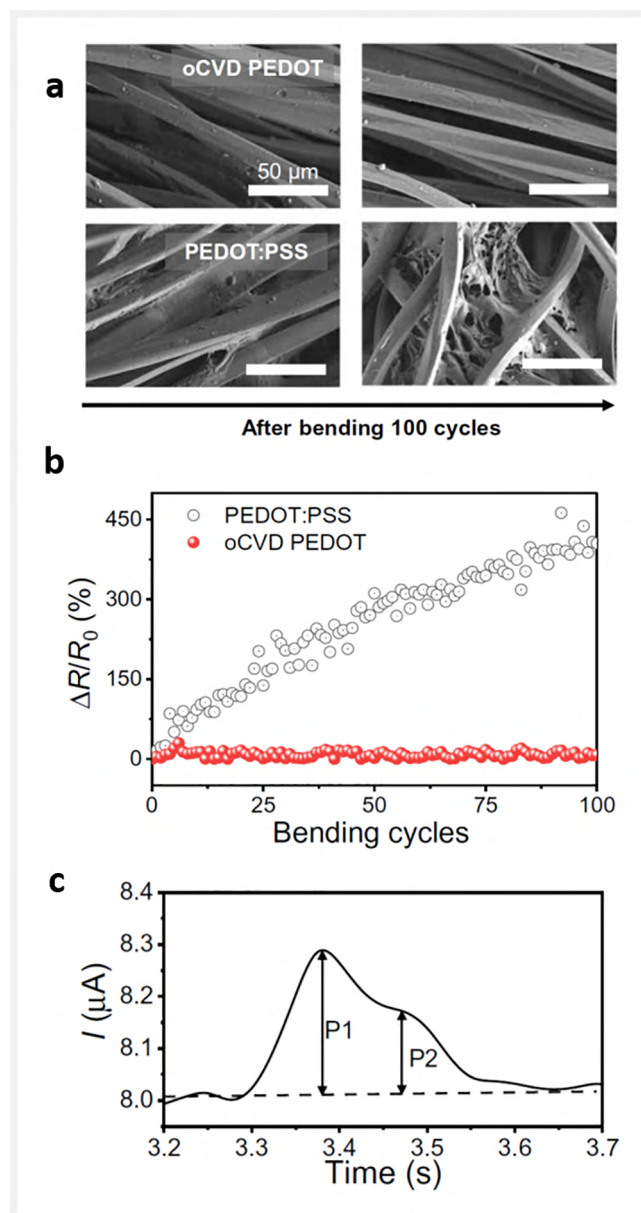 a
oCVD PEDOT
50 μm
PEDOT:PSS
After bending 100 cycles
b
450
300
150
0
ΔR/R₀ (%)
PEDOT:PSS
oCVD PEDOT
0 25 50 75 100
Bending cycles
c
8.4
8.3
8.2
8.1
8.0
I (μA)
P1
P2
3.2 3.3 3.4 3.5 3.6 3.7
Time (s)